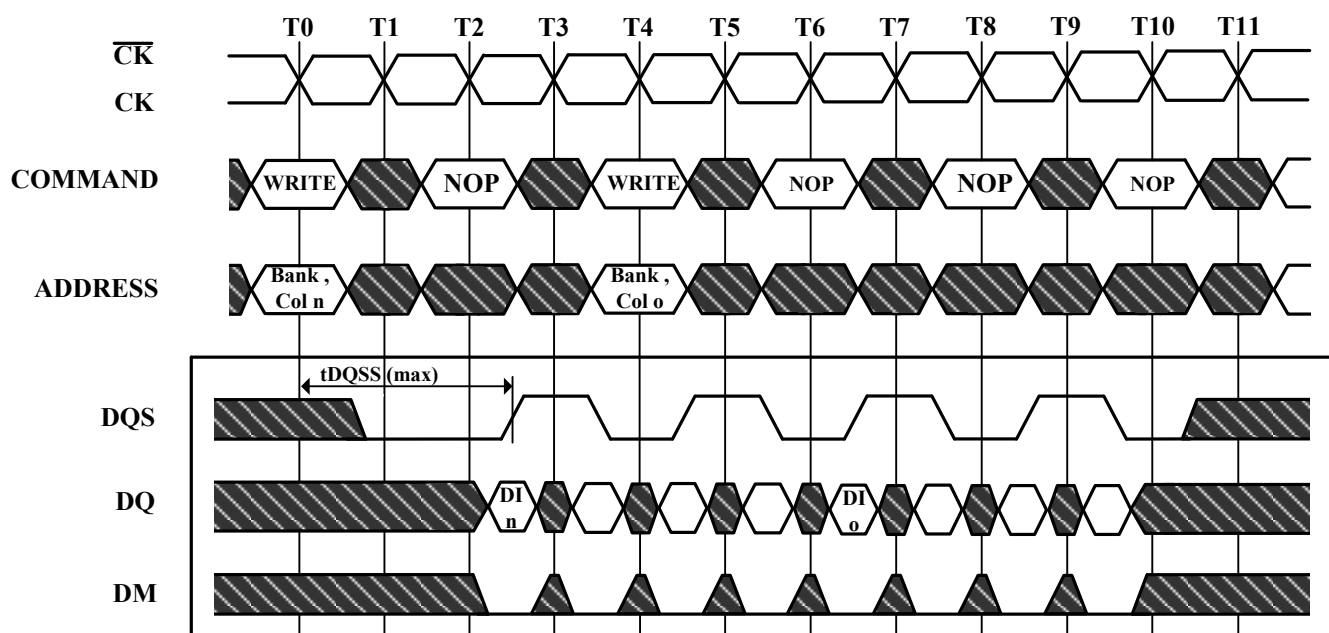 T0 T1 T2 T3 T4 T5 T6 T7 T8 T9 T10 T11
CK
CK
COMMAND WRITE NOP WRITE NOP NOP NOP
ADDRESS Bank , Col n Bank , Col o
tDQSS (max)
DQS
DQ DI n DI o
DM